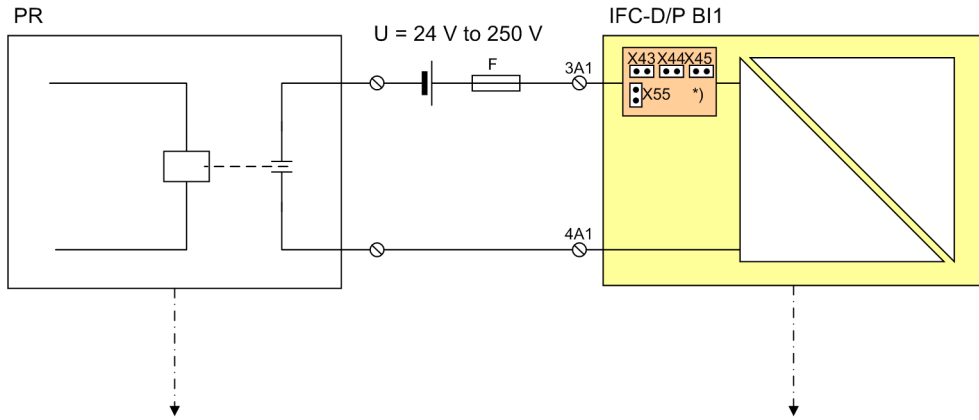 PR
IFC-D/P BI1
U = 24 V to 250 V
F
3A1
X43 X44 X45
X55 *)
4A1